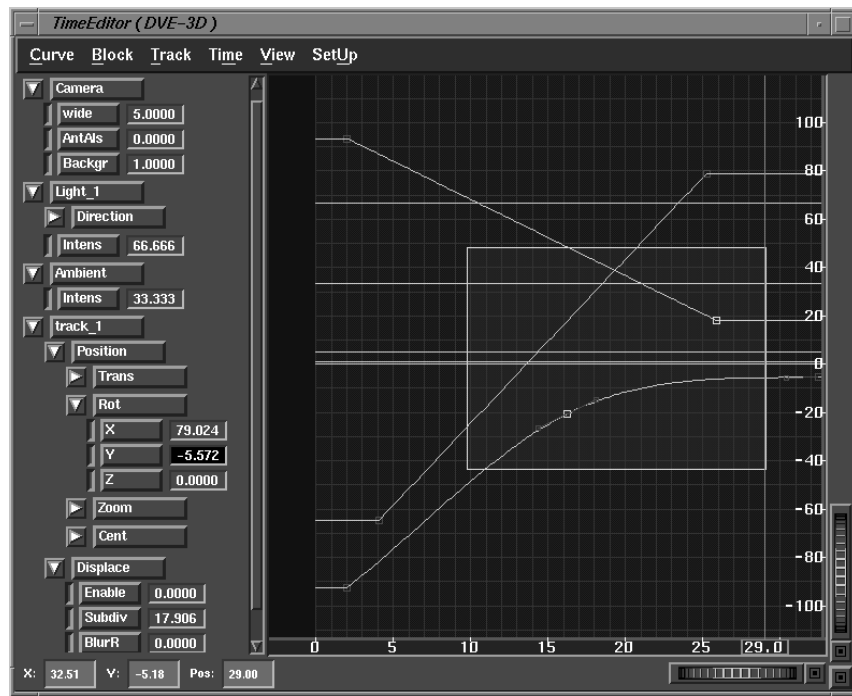 TimeEditor ( DVE-3D )
Curve Block Track Time View SetUp
Camera
wide 5.0000
AntAls 0.0000
Backgr 1.0000
Light_1
Direction
Intens 66.666
Ambient
Intens 33.333
track_1
Position
Trans
Rot
X 79.024
Y -5.572
Z 0.0000
Zoom
Cent
Displace
Enable 0.0000
Subdiv 17.906
BlurR 0.0000
100
80
60
40
20
0
-20
-40
-60
-80
-100
0 5 10 15 20 25 29.0
X: 32.51 Y: -5.18 Pos: 29.00